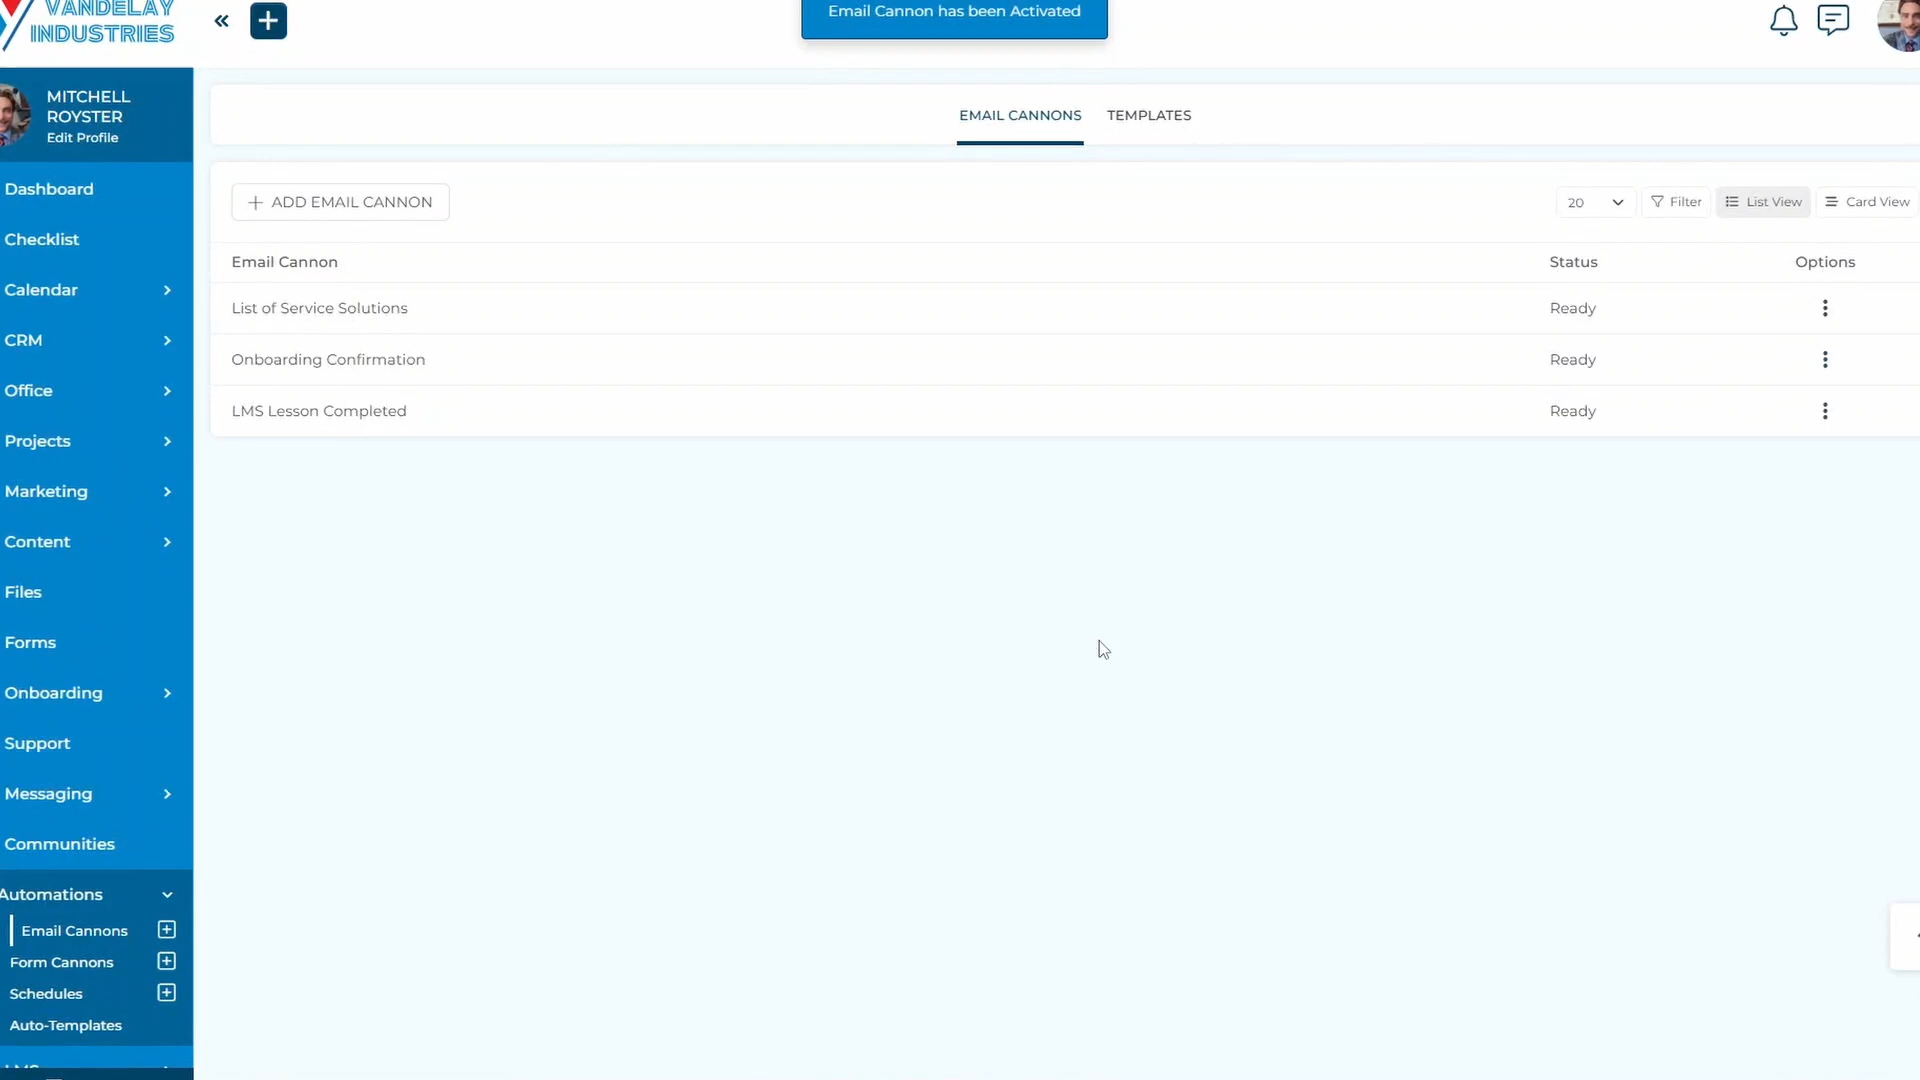 VANDELAY
INDUSTRIES
Email Cannon has been Activated
MITCHELL
ROYSTER
Edit Profile
EMAIL CANNONS TEMPLATES
Dashboard
Checklist
Calendar
CRM
Office
Projects
Marketing
Content
Files
Forms
Onboarding
Support
Messaging
Communities
Automations
Email Cannons
Form Cannons
Schedules
Auto-Templates
LMS
ADD EMAIL CANNON
20 Filter List View Card View
Email Cannon Status Options
List of Service Solutions Ready
Onboarding Confirmation Ready
LMS Lesson Completed Ready